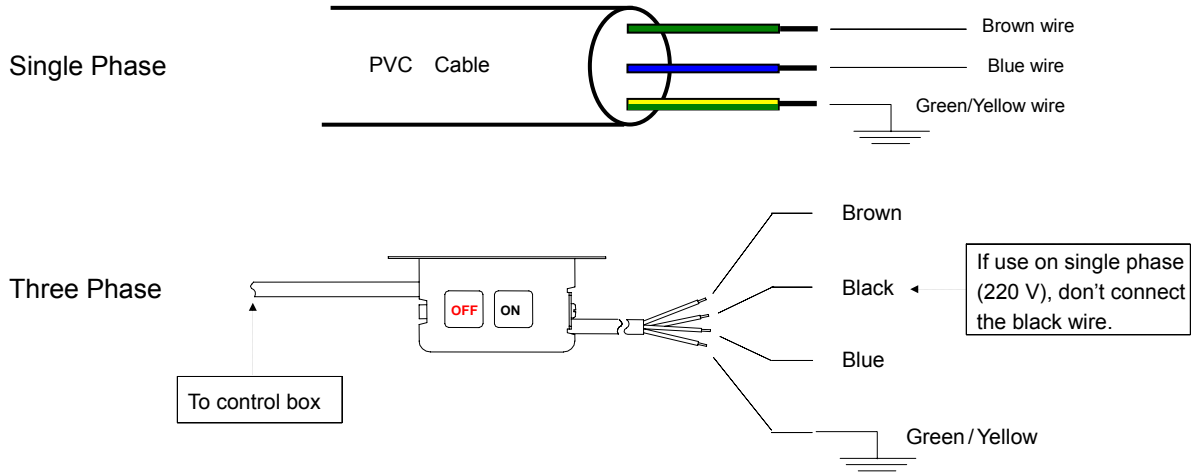 Single Phase
PVC Cable
Brown wire
Blue wire
Green/Yellow wire
Three Phase
OFF
ON
To control box
Brown
Black
Blue
Green / Yellow
If use on single phase
(220 V), don’t connect
the black wire.